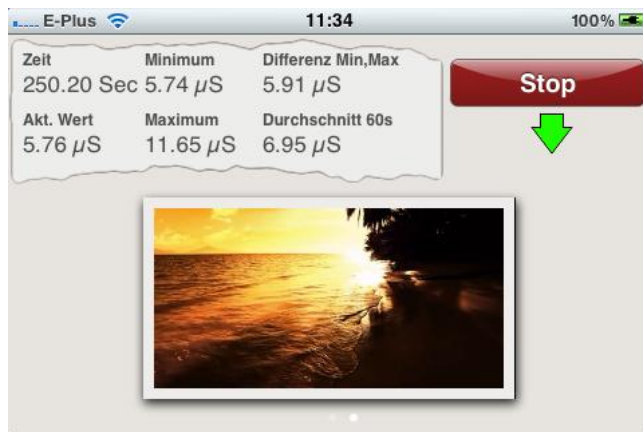 E-Plus 11:34 100%
Zeit Minimum Differenz Min,Max
250.20 Sec 5.74 µS 5.91 µS
Stop
Akt. Wert Maximum Durchschnitt 60s
5.76 µS 11.65 µS 6.95 µS